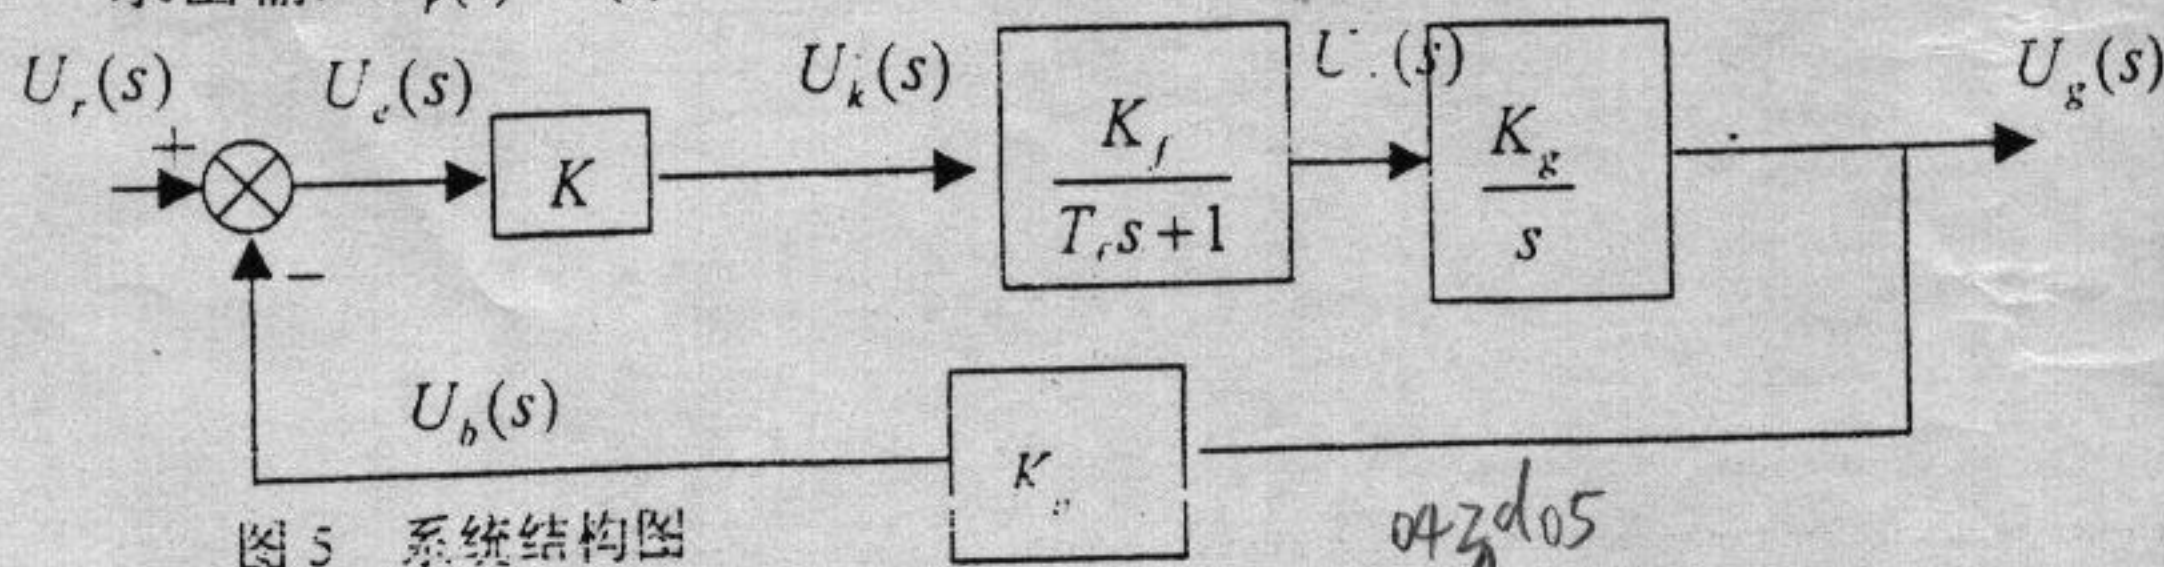 U_r(s)
+
U_e(s)
K
U_k(s)
K_f
T_f s+1
(s)
K_g
s
U_g(s)
−
U_b(s)
K
图 5 系统结构图